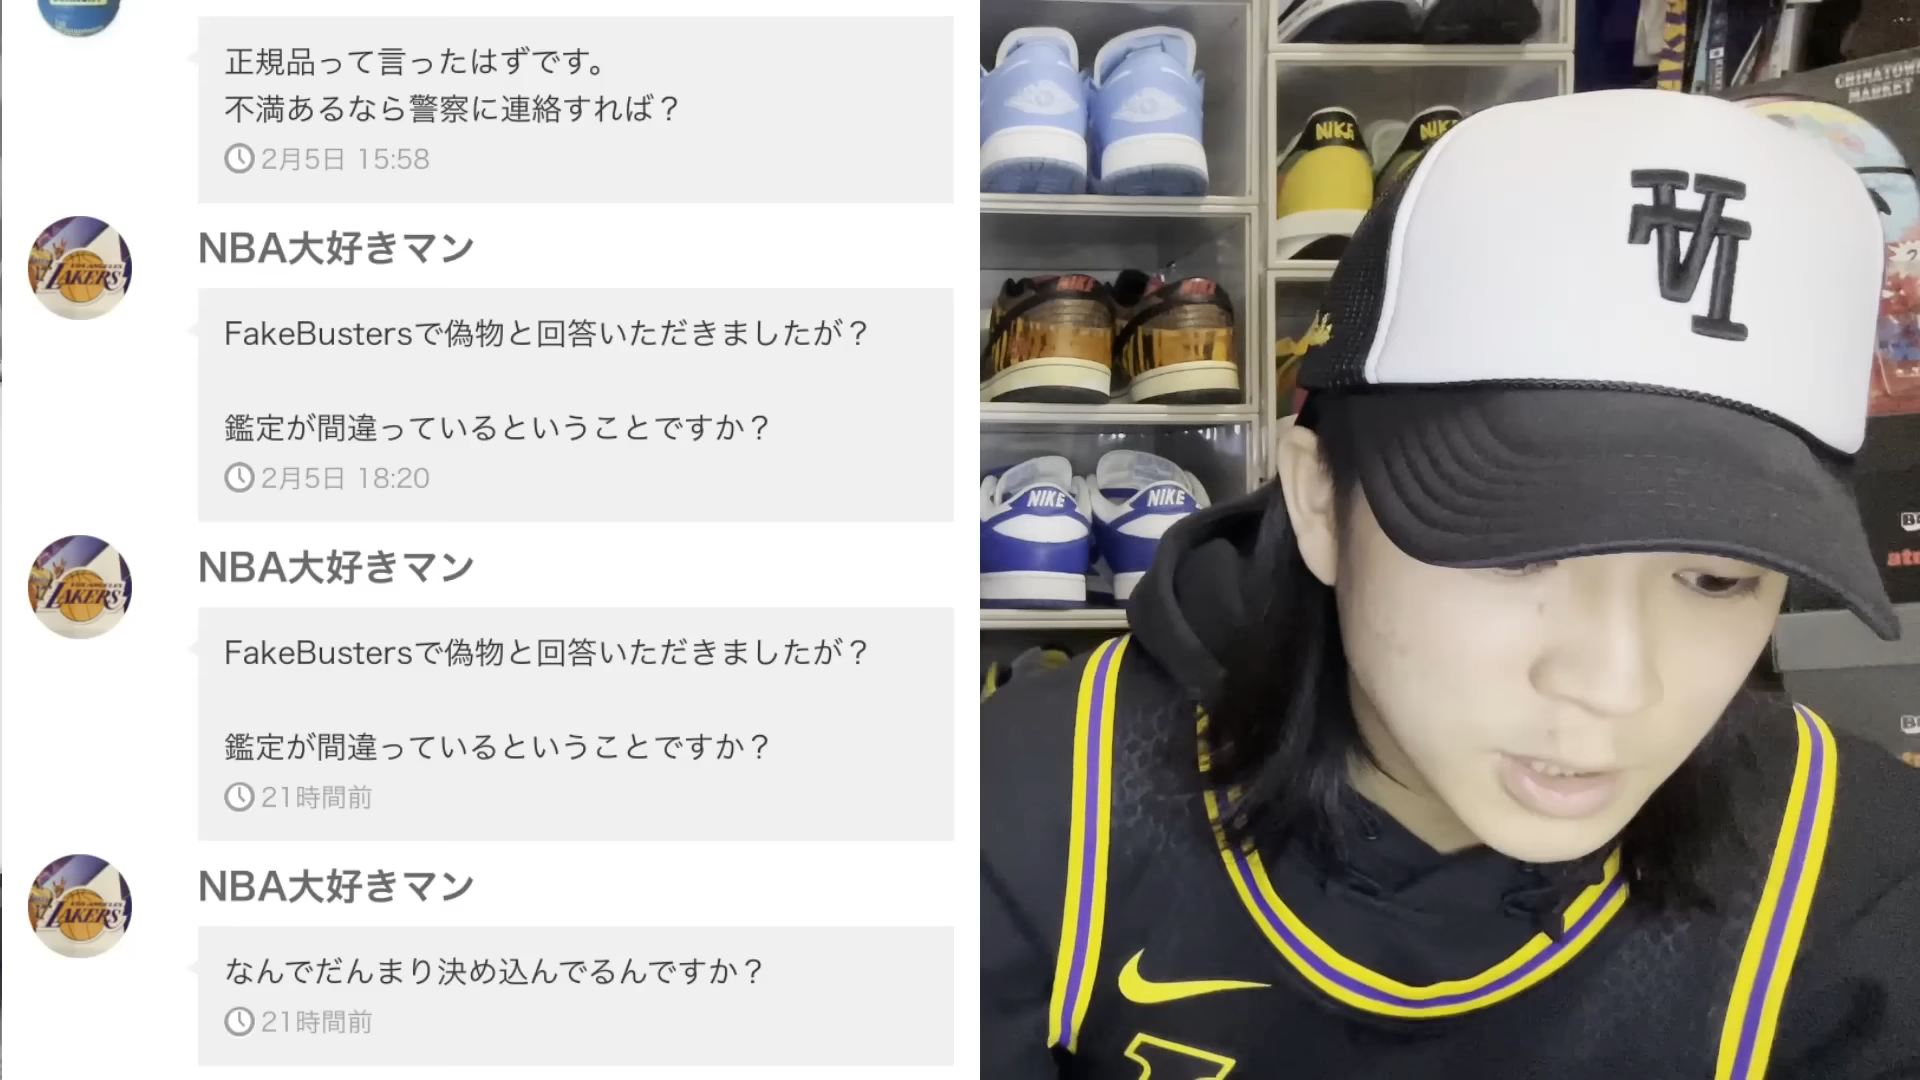 正規品って言ったはずです。
不満あるなら警察に連絡すれば？
2月5日 15:58
NBA大好きマン
FakeBustersで偽物と回答いただきましたが？
鑑定が間違っているということですか？
2月5日 18:20
NBA大好きマン
FakeBustersで偽物と回答いただきましたが？
鑑定が間違っているということですか？
21時間前
NBA大好きマン
なんでだんまり決め込んでるんですか？
21時間前
LAKERS
LAKERS
LAKERS
NIKE
NIKE
NIKE
NIKE
NIKE
NIKE
CHINATOWN
MARKET